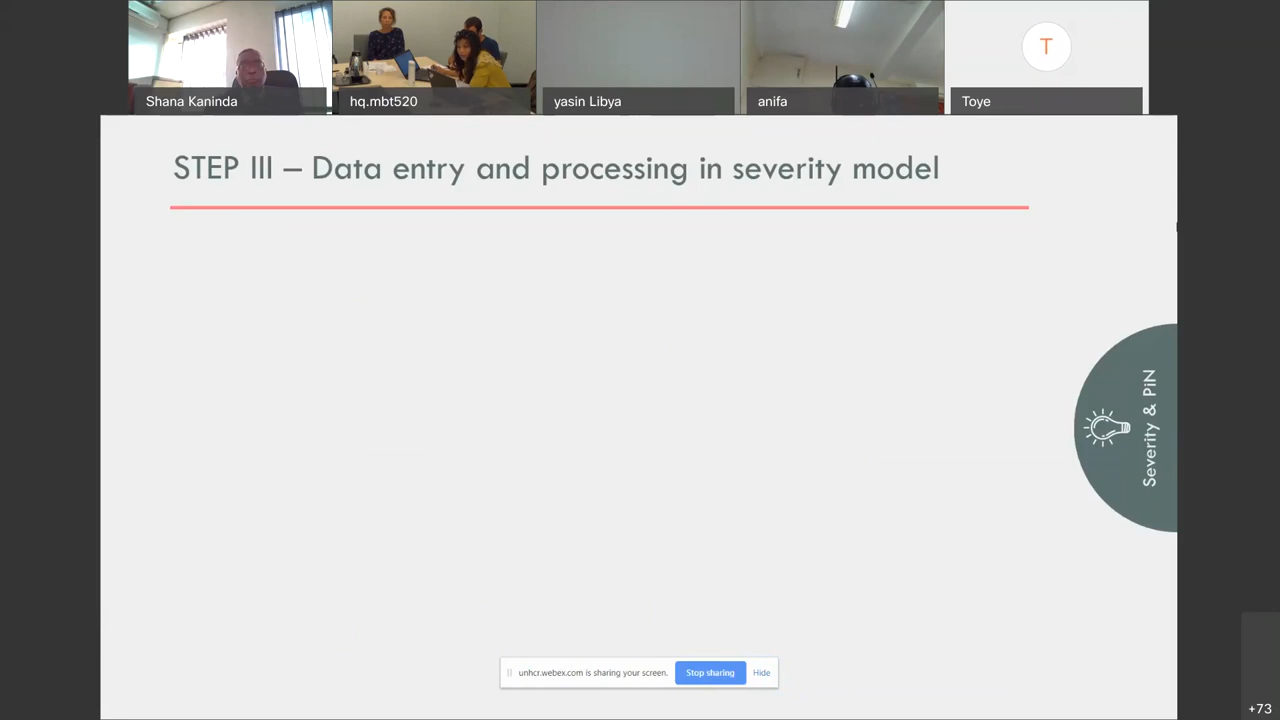 Shana Kaninda
hq.mbt520
yasin Libya
anifa
T
Toye
STEP III – Data entry and processing in severity model
Severity & PiN
unhcr.webex.com is sharing your screen.
Stop sharing
Hide
+73